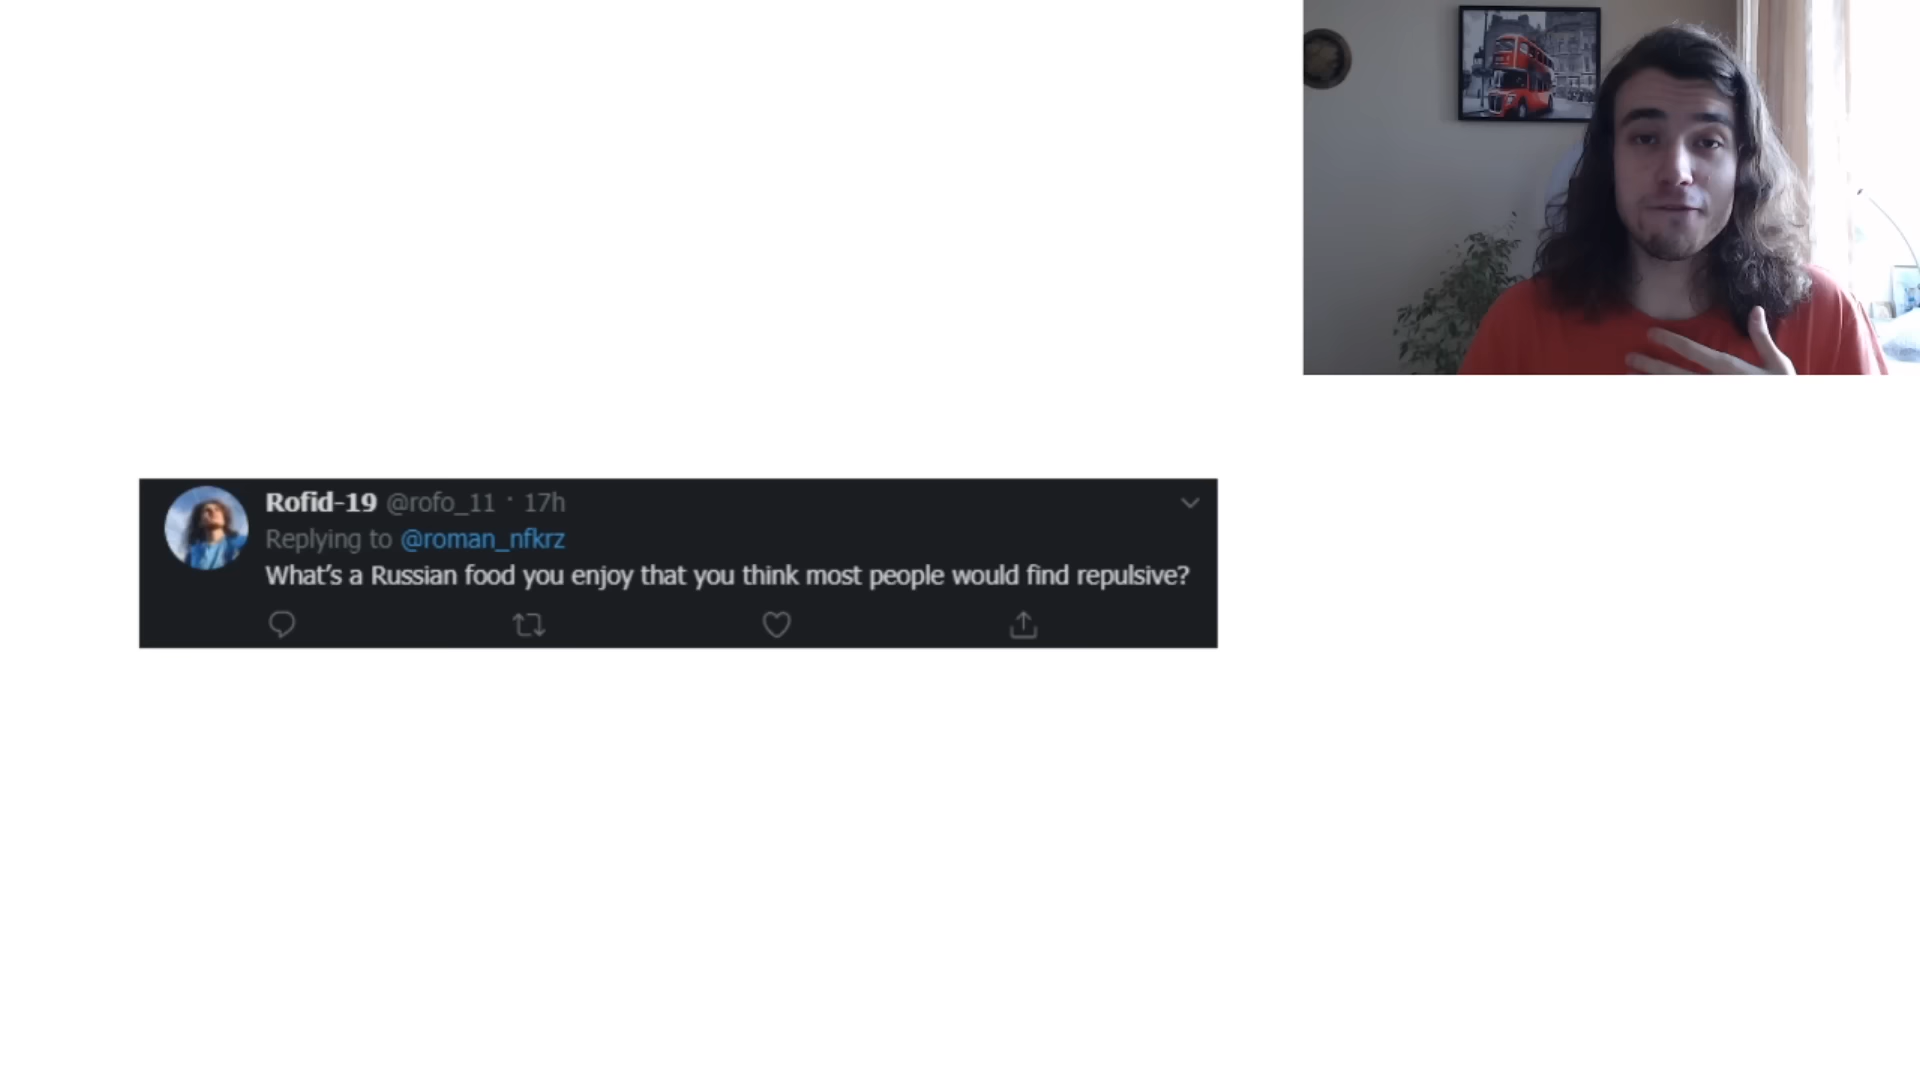 Rofid-19 @rofo_11 · 17h
Replying to @roman_nfkrz
What's a Russian food you enjoy that you think most people would find repulsive?